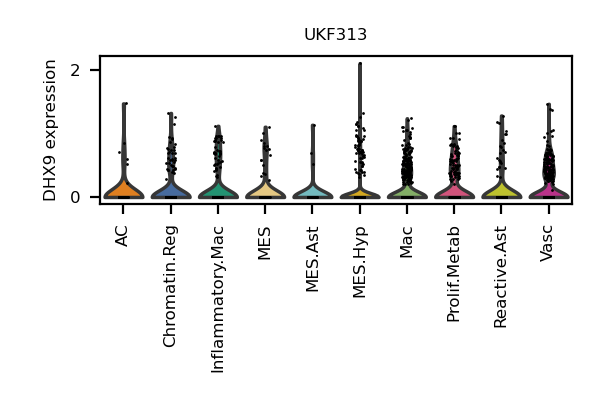 UKF313
DHX9 expression
2
0
AC
Chromatin.Reg
Inflammatory.Mac
MES
MES.Ast
MES.Hyp
Mac
Prolif.Metab
Reactive.Ast
Vasc